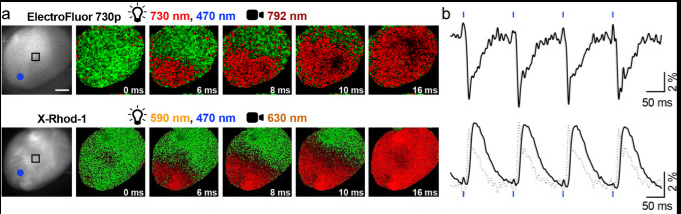 a
ElectroFluor 730p
730 nm, 470 nm
792 nm
0 ms
6 ms
8 ms
10 ms
16 ms
X-Rhod-1
590 nm, 470 nm
630 nm
0 ms
6 ms
8 ms
10 ms
16 ms
b
2 %
50 ms
2 %
50 ms